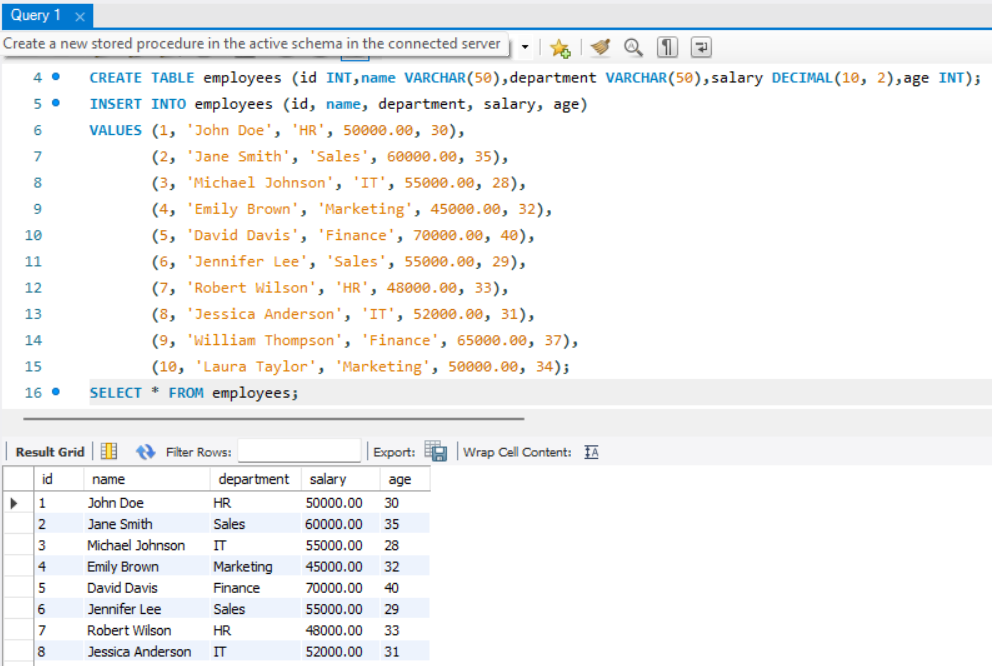 Query 1
Create a new stored procedure in the active schema in the connected server
4 CREATE TABLE employees (id INT,name VARCHAR(50),department VARCHAR(50),salary DECIMAL(10, 2),age INT);
5 INSERT INTO employees (id, name, department, salary, age)
6 VALUES (1, 'John Doe', 'HR', 50000.00, 30),
7 (2, 'Jane Smith', 'Sales', 60000.00, 35),
8 (3, 'Michael Johnson', 'IT', 55000.00, 28),
9 (4, 'Emily Brown', 'Marketing', 45000.00, 32),
10 (5, 'David Davis', 'Finance', 70000.00, 40),
11 (6, 'Jennifer Lee', 'Sales', 55000.00, 29),
12 (7, 'Robert Wilson', 'HR', 48000.00, 33),
13 (8, 'Jessica Anderson', 'IT', 52000.00, 31),
14 (9, 'William Thompson', 'Finance', 65000.00, 37),
15 (10, 'Laura Taylor', 'Marketing', 50000.00, 34);
16 SELECT * FROM employees;
Result Grid Filter Rows: Export: Wrap Cell Content:
id name department salary age
1 John Doe HR 50000.00 30
2 Jane Smith Sales 60000.00 35
3 Michael Johnson IT 55000.00 28
4 Emily Brown Marketing 45000.00 32
5 David Davis Finance 70000.00 40
6 Jennifer Lee Sales 55000.00 29
7 Robert Wilson HR 48000.00 33
8 Jessica Anderson IT 52000.00 31